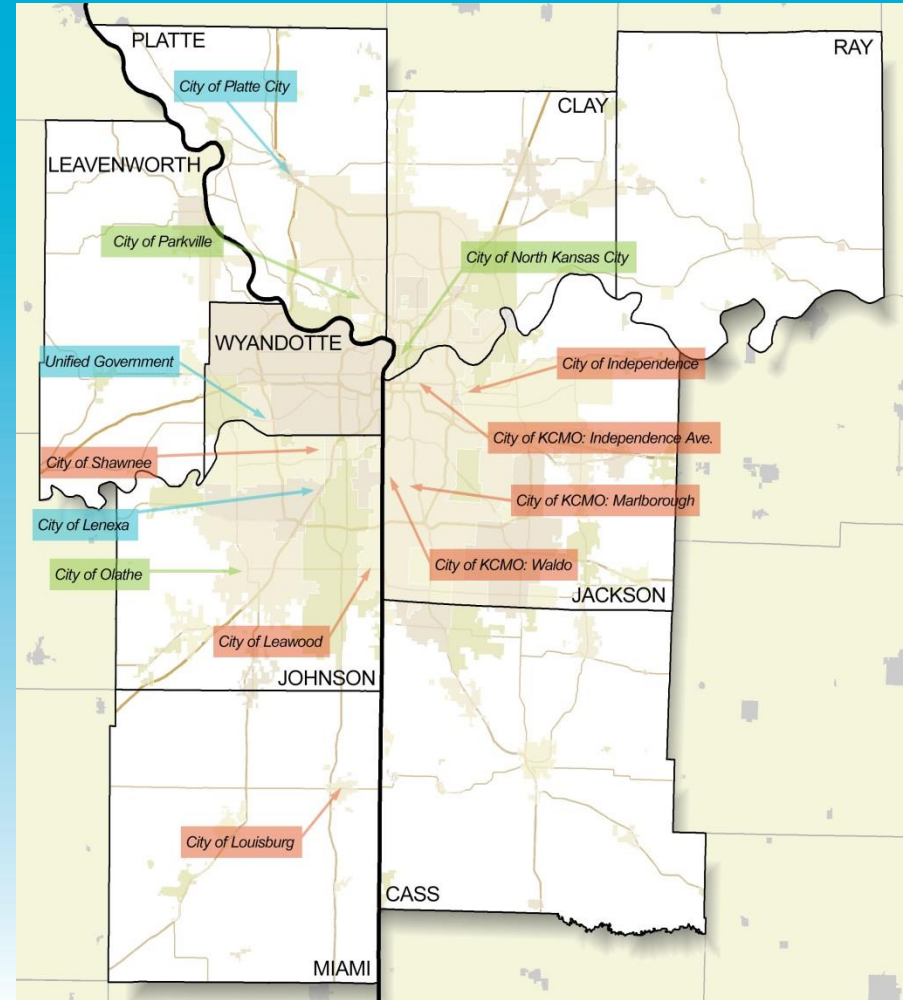 PLATTE
RAY
City of Platte City
CLAY
LEAVENWORTH
City of Parkville
City of North Kansas City
WYANDOTTE
Unified Government
City of Independence
City of KCMO: Independence Ave.
City of Shawnee
City of KCMO: Marlborough
City of Lenexa
City of KCMO: Waldo
City of Olathe
JACKSON
City of Leawood
JOHNSON
City of Louisburg
CASS
MIAMI